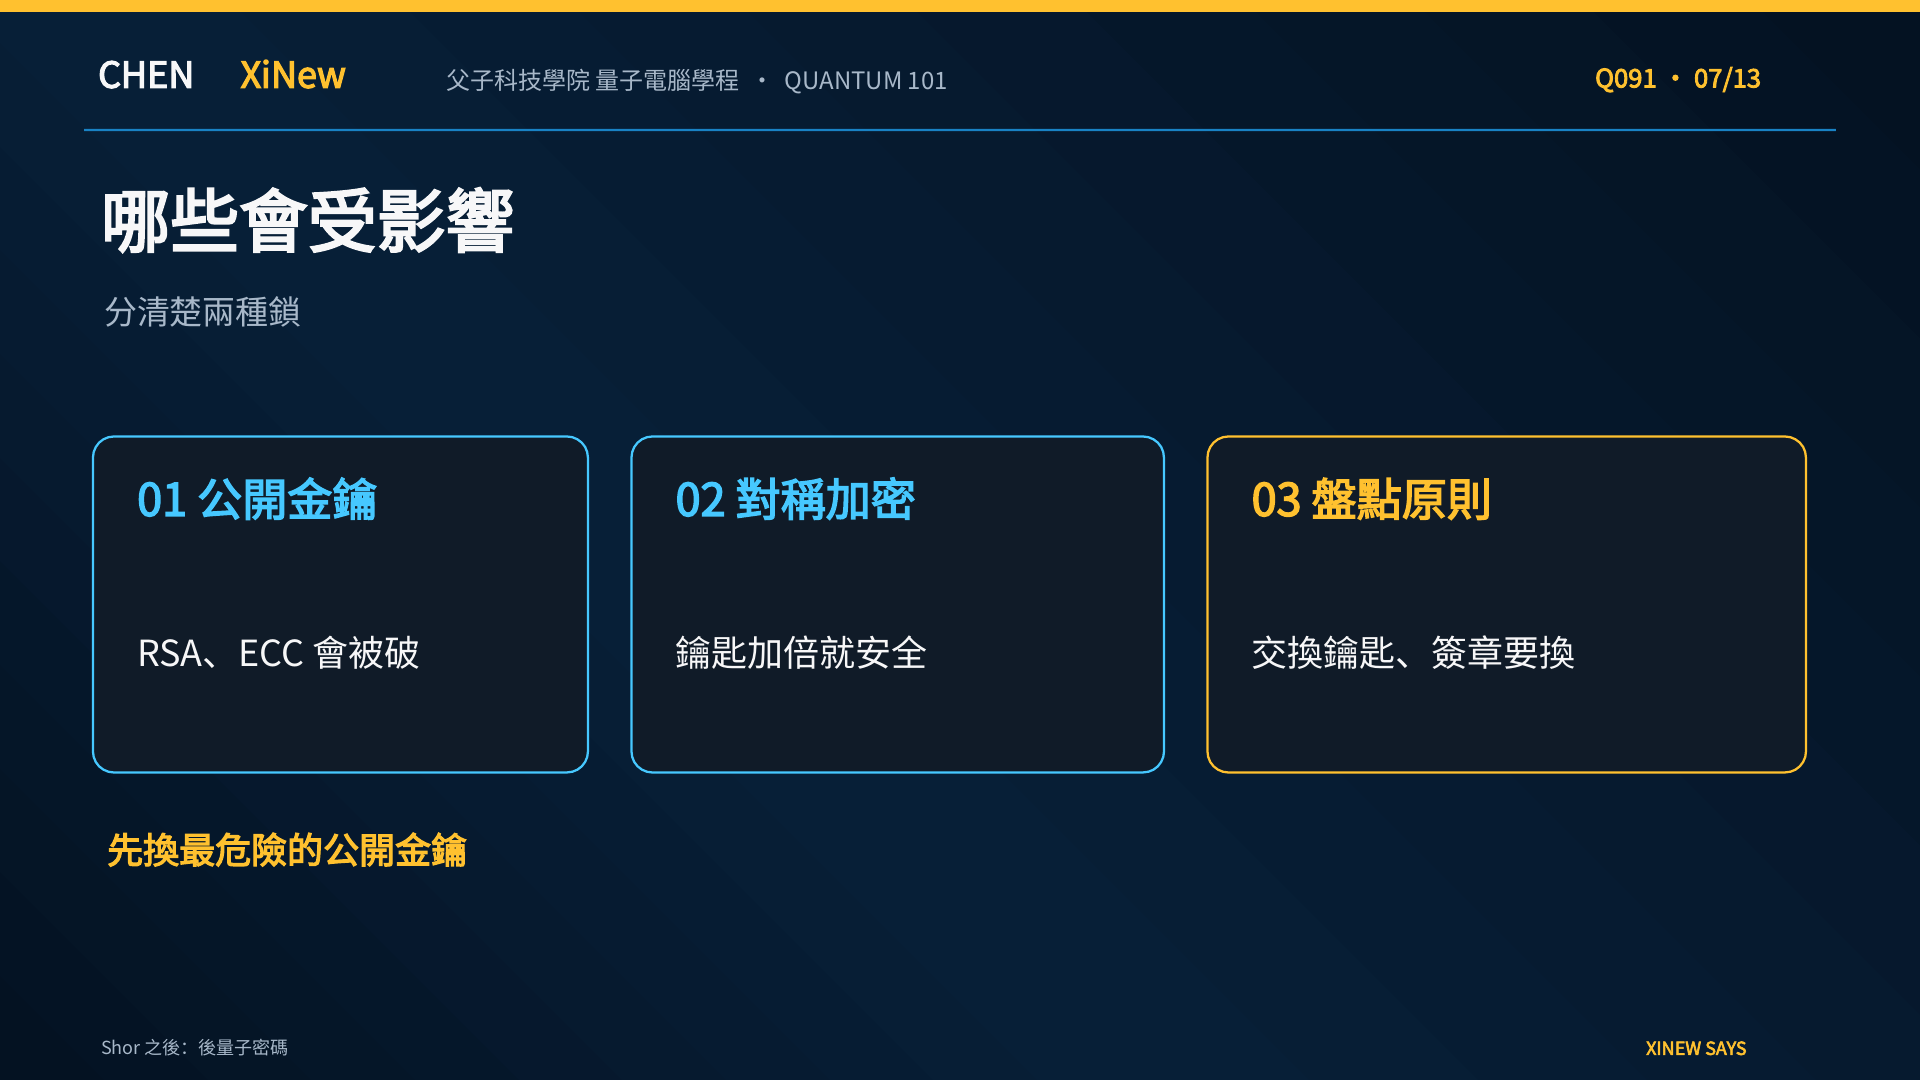 CHEN XiNew 父子科技學院 量子電腦學程 • QUANTUM 101 Q091 • 07/13
哪些會受影響
分清楚兩種鎖
01 公開金鑰
RSA、ECC 會被破
02 對稱加密
鑰匙加倍就安全
03 盤點原則
交換鑰匙、簽章要換
先換最危險的公開金鑰
Shor 之後：後量子密碼
XINEW SAYS